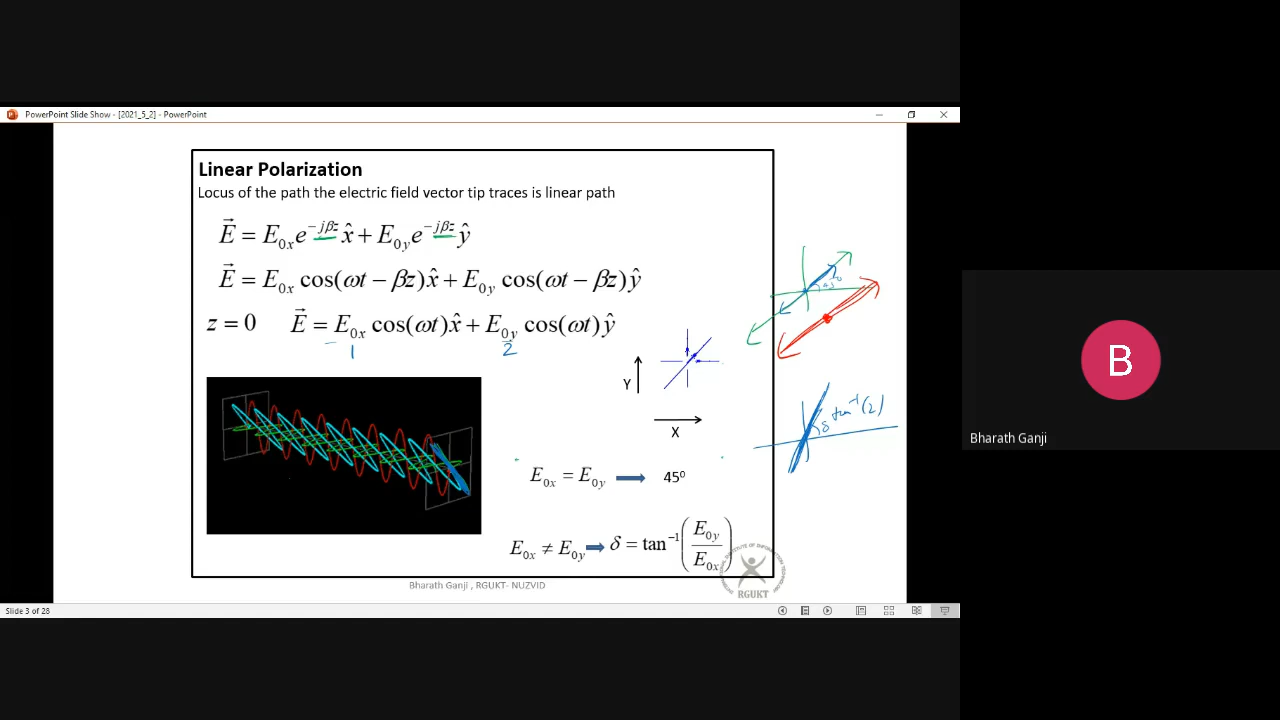 PowerPoint Slide Show - [2021_5_2] - PowerPoint
Linear Polarization
Locus of the path the electric field vector tip traces is linear path
E⃗ = E₀ₓ e^(−jβz) x̂ + E₀y e^(−jβz) ŷ
E⃗ = E₀ₓ cos(ωt − βz) x̂ + E₀y cos(ωt − βz) ŷ
z = 0 E⃗ = E₀ₓ cos(ωt) x̂ + E₀y cos(ωt) ŷ
1 2
45⁰
Y
X
δ tan⁻¹(2)
E₀ₓ = E₀y ➡ 45⁰
E₀ₓ ≠ E₀y ➡ δ = tan⁻¹(E₀y / E₀ₓ)
RGUKT
Bharath Ganji , RGUKT- NUZVID
Slide 3 of 28
B
Bharath Ganji